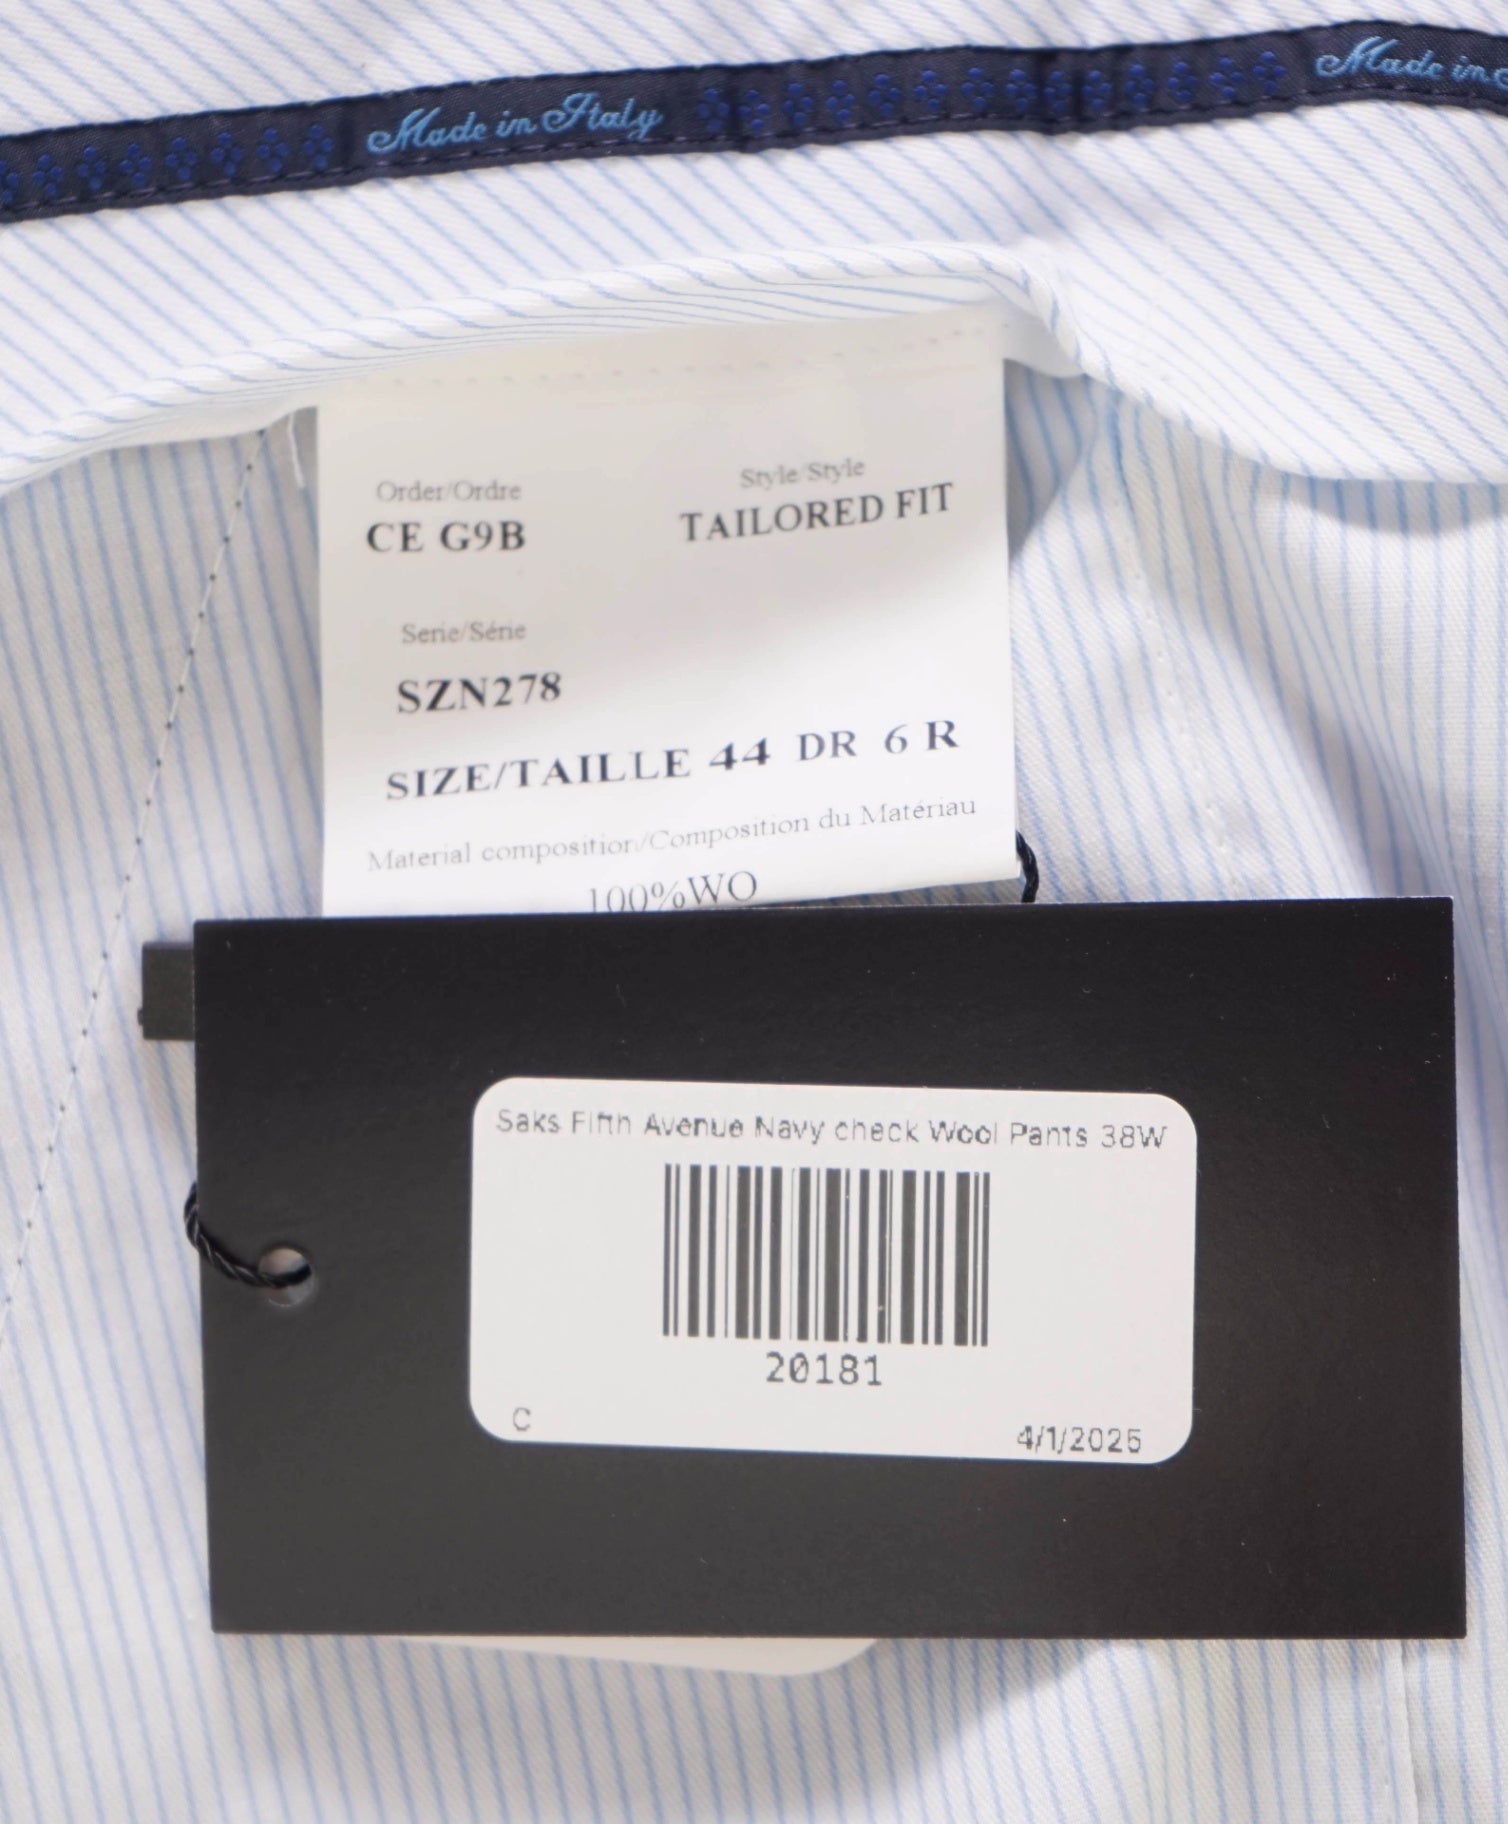 Made in Italy
Made in
Order/Ordre
CE G9B
Style/Style
TAILORED FIT
Serie/Série
SZN278
SIZE/TAILLE 44 DR 6 R
Material composition/Composition du Matériau
100%WO
Saks Fifth Avenue Navy check Wool Pants 38W
20181
C
4/1/2025